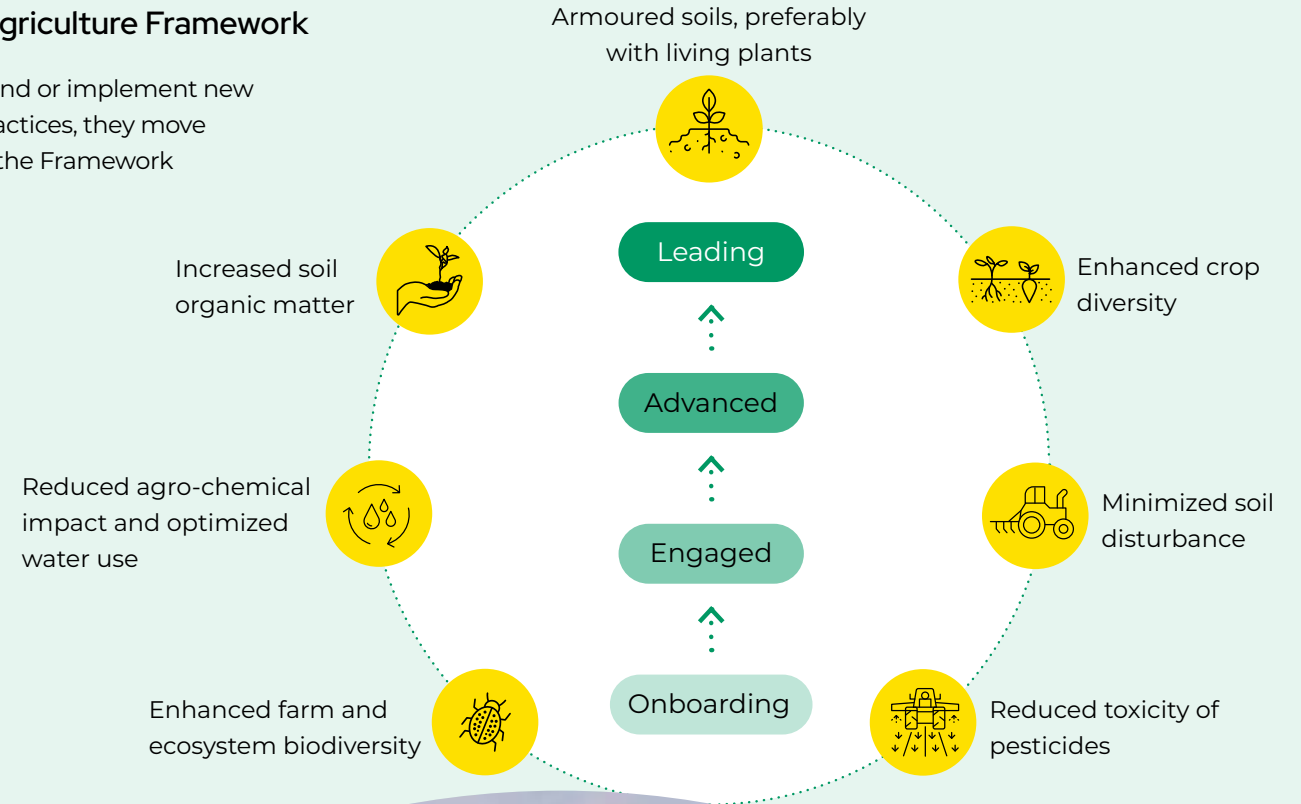 griculture Framework
nd or implement new
actices, they move
the Framework
Armoured soils, preferably
with living plants
Increased soil
organic matter
Leading
Enhanced crop
diversity
Advanced
Reduced agro-chemical
impact and optimized
water use
Engaged
Minimized soil
disturbance
Enhanced farm and
ecosystem biodiversity
Onboarding
Reduced toxicity of
pesticides